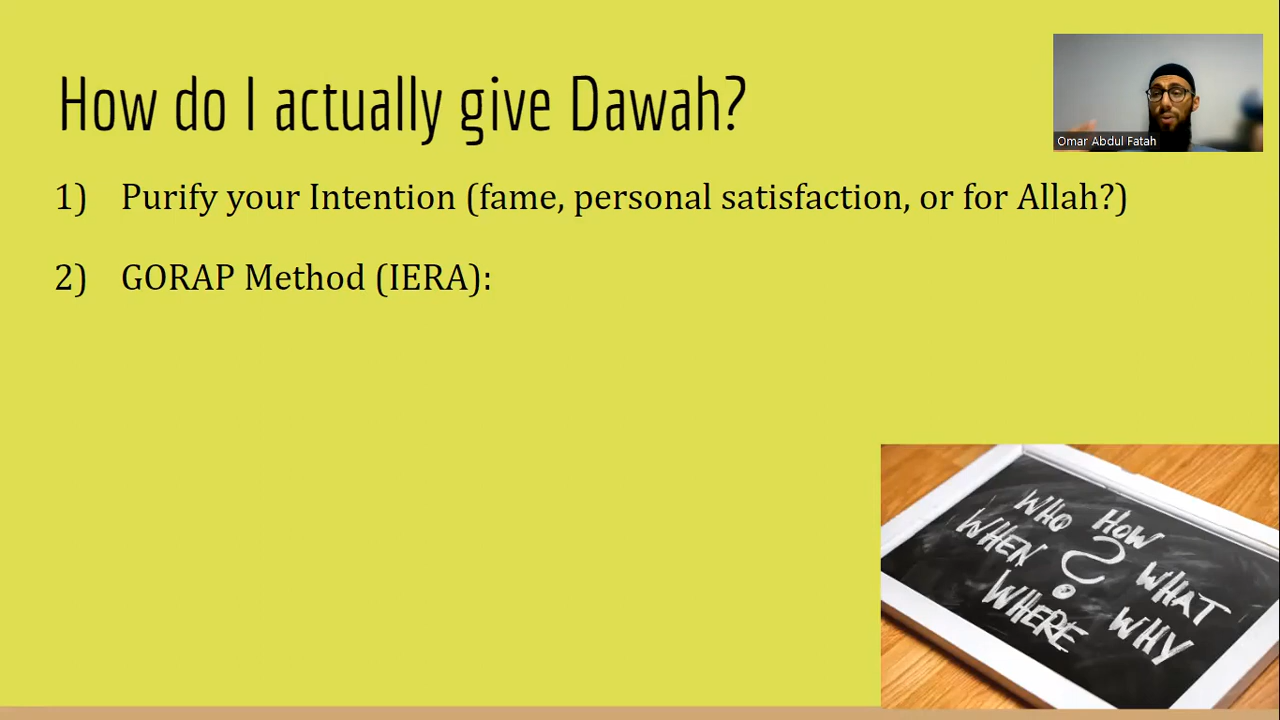 How do I actually give Dawah?
Omar Abdul Fatah
1) Purify your Intention (fame, personal satisfaction, or for Allah?)
2) GORAP Method (IERA):
WHO HOW
WHEN ? WHAT
WHERE WHY